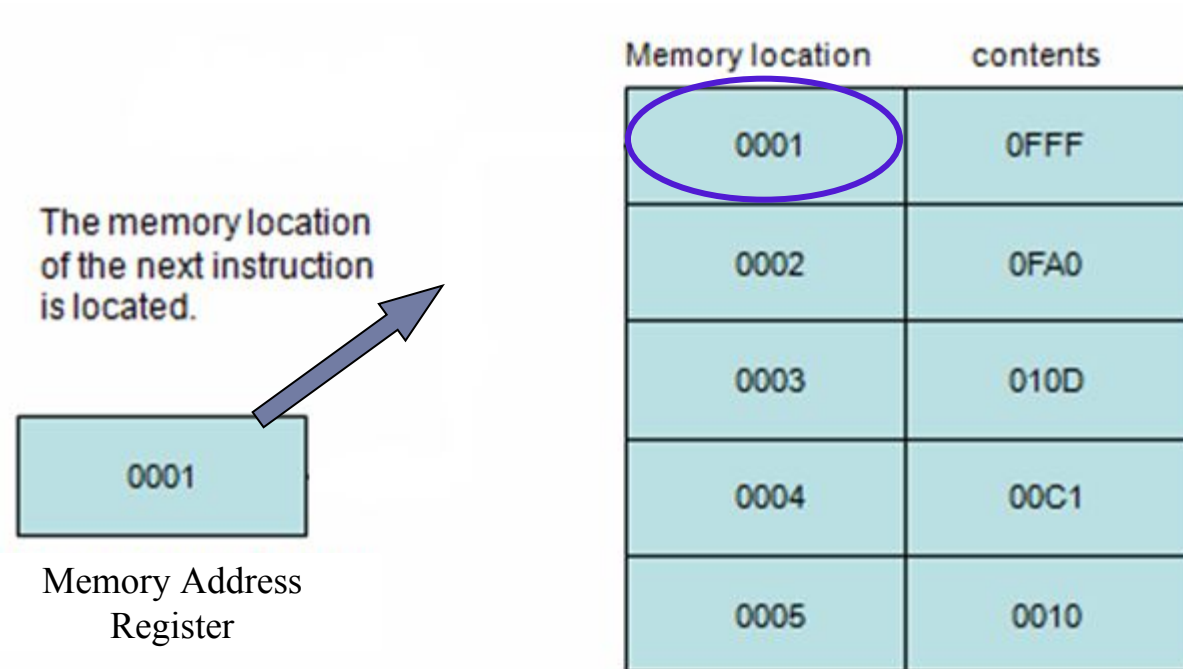 Memory location contents
0001 0FFF
The memory location
of the next instruction
is located.
0002 0FA0
0003 010D
0001
0004 00C1
Memory Address
Register
0005 0010